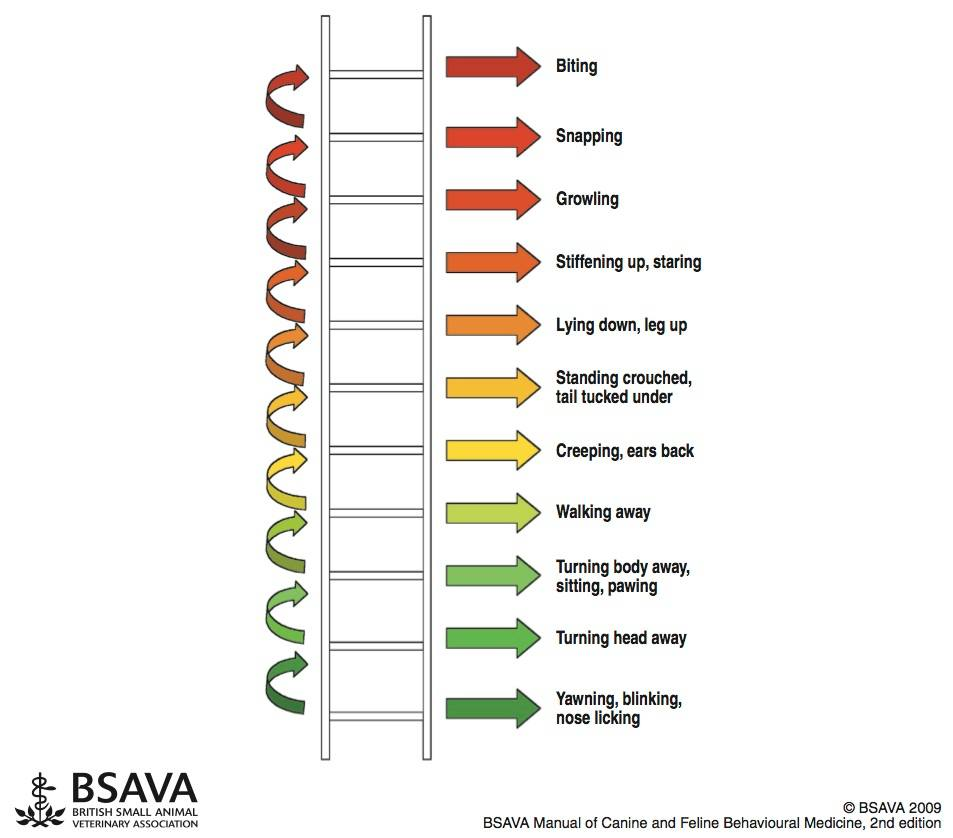 Biting
Snapping
Growling
Stiffening up, staring
Lying down, leg up
Standing crouched,
tail tucked under
Creeping, ears back
Walking away
Turning body away,
sitting, pawing
Turning head away
Yawning, blinking,
nose licking
BSAVA
BRITISH SMALL ANIMAL
VETERINARY ASSOCIATION
© BSAVA 2009
BSAVA Manual of Canine and Feline Behavioural Medicine, 2nd edition